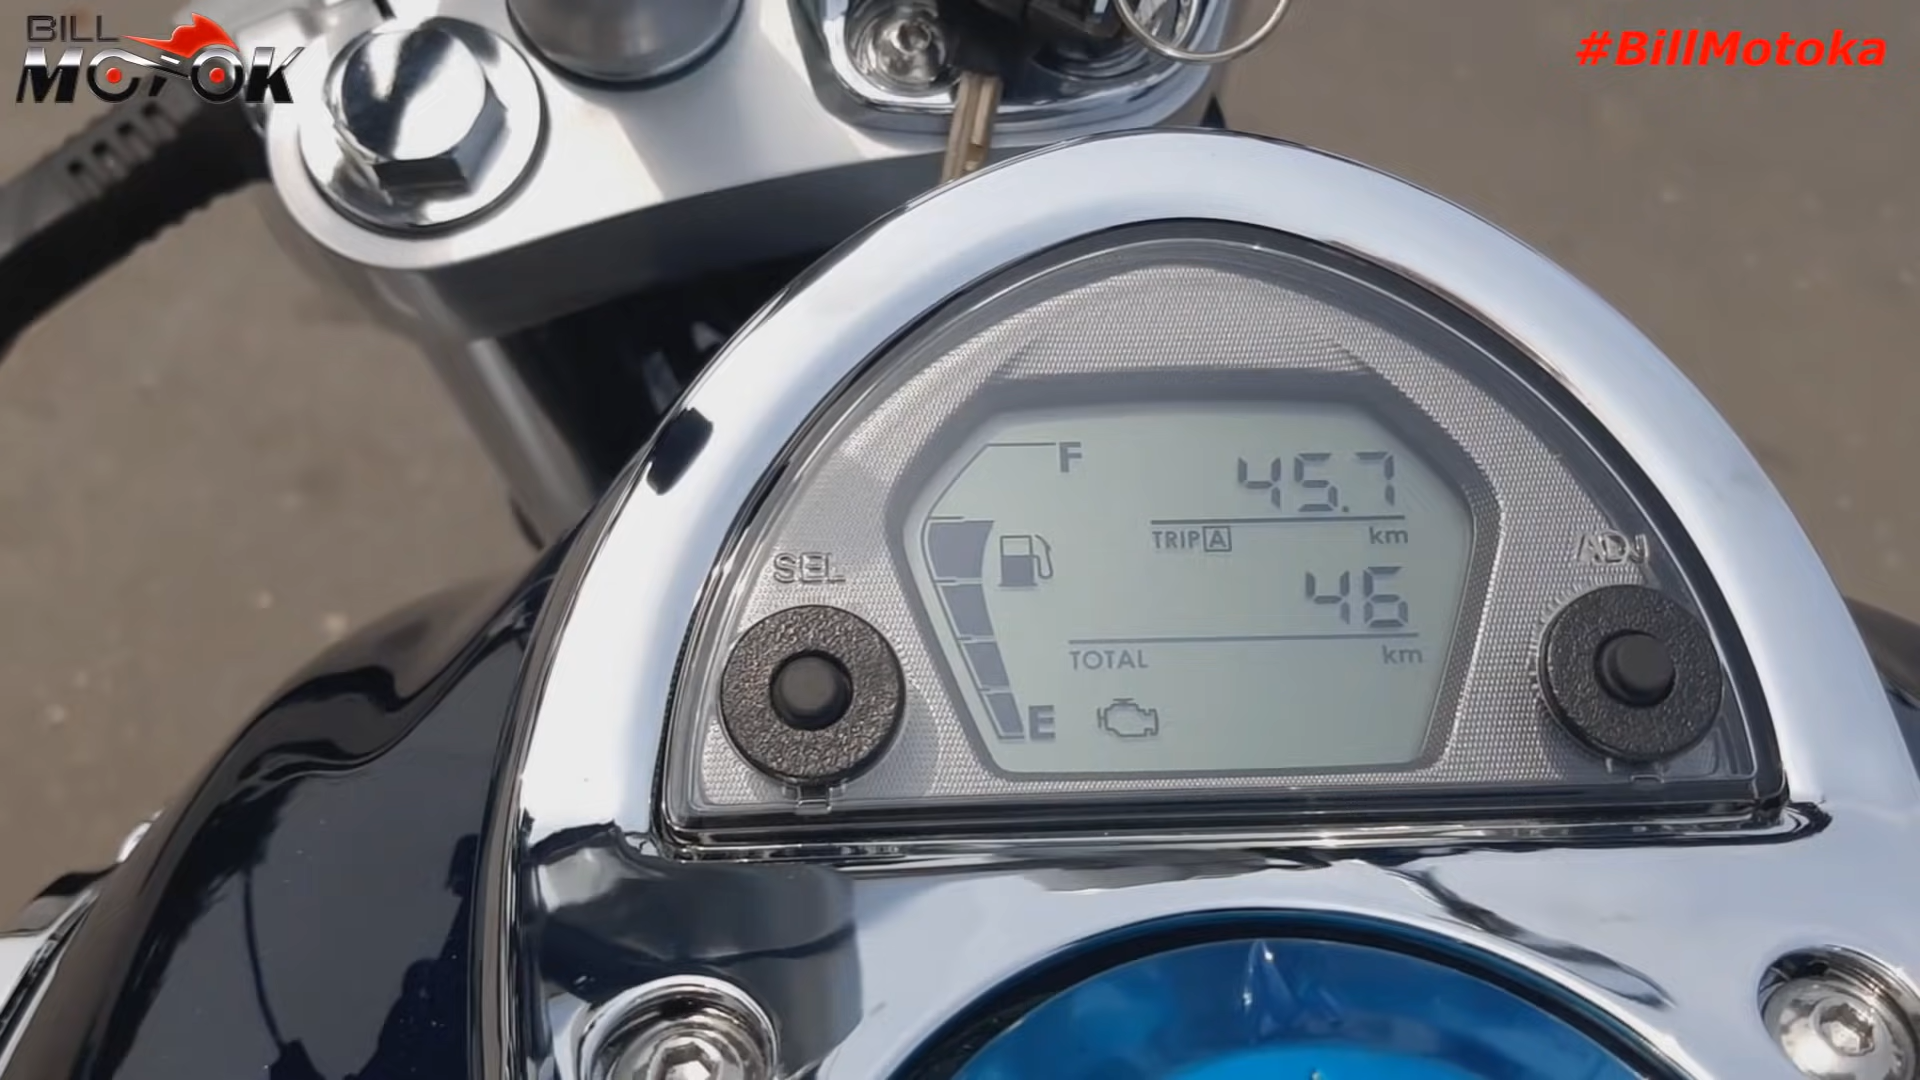 BILL
MOTOK
#BillMotoka
F
45.7
TRIP A km
SEL
ADJ
46
TOTAL km
E